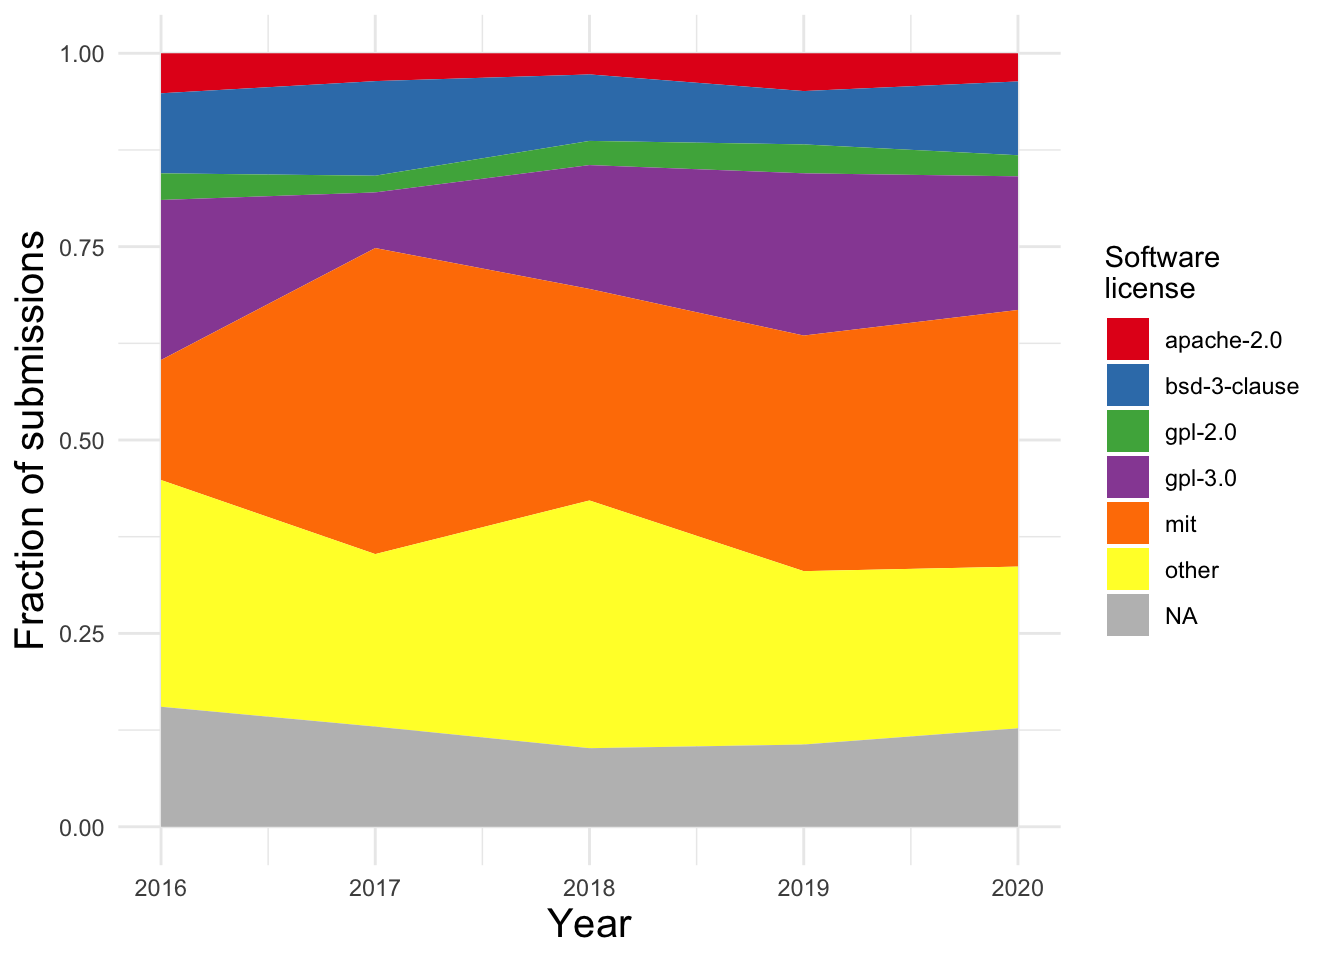 1.00
0.75
0.50
0.25
0.00
Fraction of submissions
2016 2017 2018 2019 2020
Year
Software
license
apache-2.0
bsd-3-clause
gpl-2.0
gpl-3.0
mit
other
NA